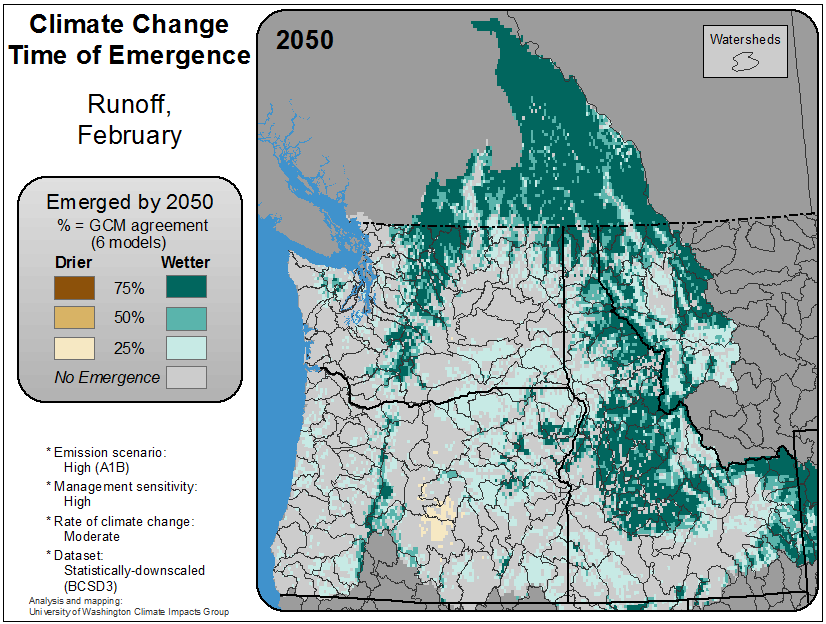 Climate Change
Time of Emergence
Runoff,
February
Emerged by 2050
% = GCM agreement
(6 models)
Drier Wetter
75%
50%
25%
No Emergence
* Emission scenario:
High (A1B)
* Management sensitivity:
High
* Rate of climate change:
Moderate
* Dataset:
Statistically-downscaled
(BCSD3)
Analysis and mapping:
University of Washington Climate Impacts Group
2050
Watersheds